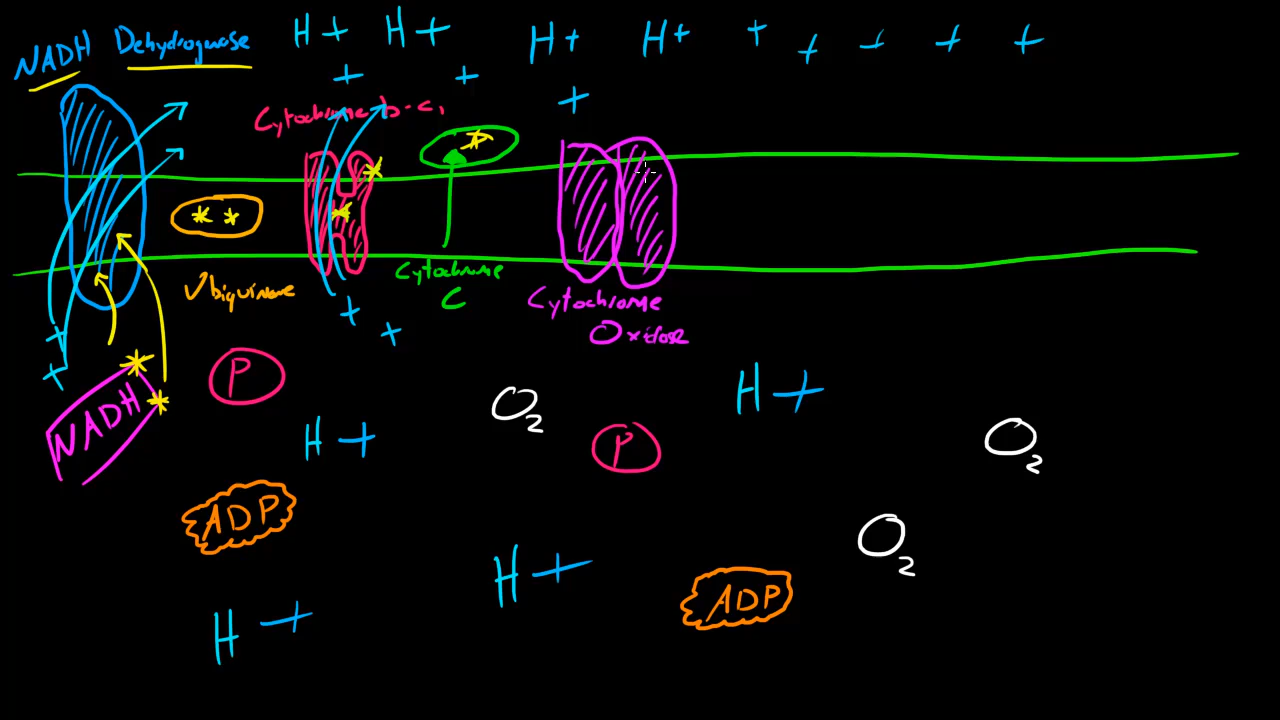 NADH Dehydrogenase
H+ H+ H+ H+ + + + + +
+ + +
Cytochrome b-c1
Ubiquinone
Cytochrome
C
Cytochrome
Oxidase
+ +
+
+
NADH
P
O2
H+
H+
P
O2
ADP
O2
H+
ADP
H+